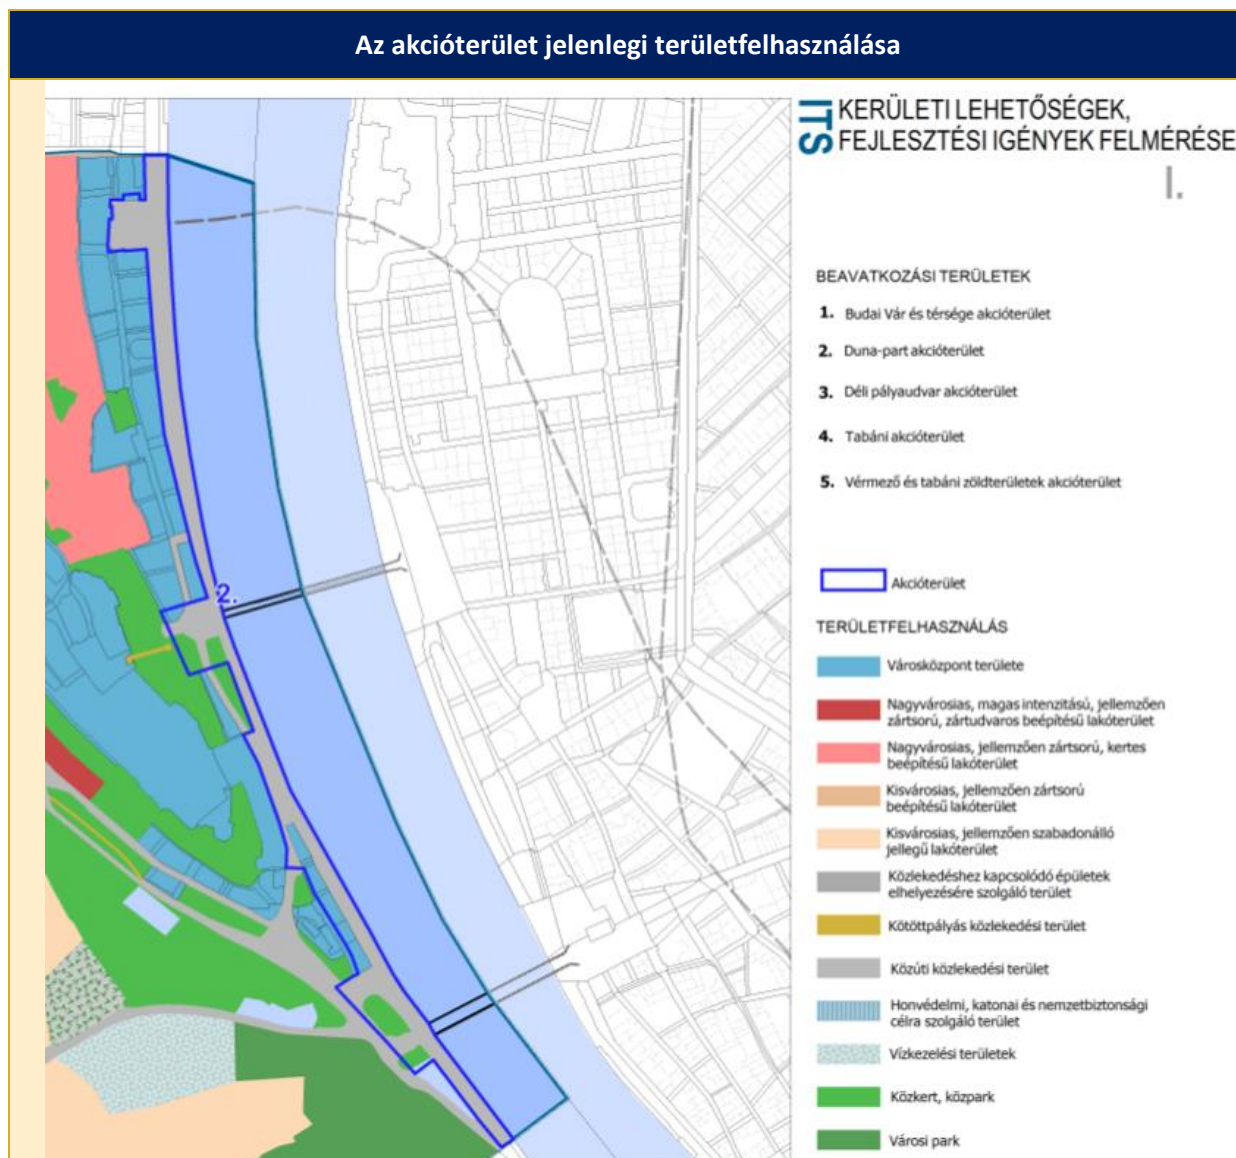 Az akcióterület jelenlegi területfelhasználása
ITS
KERÜLETI LEHETŐSÉGEK,
FEJLESZTÉSI IGÉNYEK FELMÉRÉSE
I.
BEAVATKOZÁSI TERÜLETEK
1. Budai Vár és térsége akcióterület
2. Duna-part akcióterület
3. Déli pályaudvar akcióterület
4. Tabáni akcióterület
5. Vérmező és tabáni zöldterületek akcióterület
Akcióterület
TERÜLETFELHASZNÁLÁS
Városközpont területe
Nagyvárosias, magas intenzitású, jellemzően
zártsorú, zártudvaros beépítésű lakóterület
Nagyvárosias, jellemzően zártsorú, kertes
beépítésű lakóterület
Kisvárosias, jellemzően zártsorú
beépítésű lakóterület
Kisvárosias, jellemzően szabadonálló
jellegű lakóterület
Közlekedéshez kapcsolódó épületek
elhelyezésére szolgáló terület
Kötöttpályás közlekedési terület
Közúti közlekedési terület
Honvédelmi, katonai és nemzetbiztonsági
célra szolgáló terület
Vízkezelési területek
Közkert, közpark
Városi park
2.